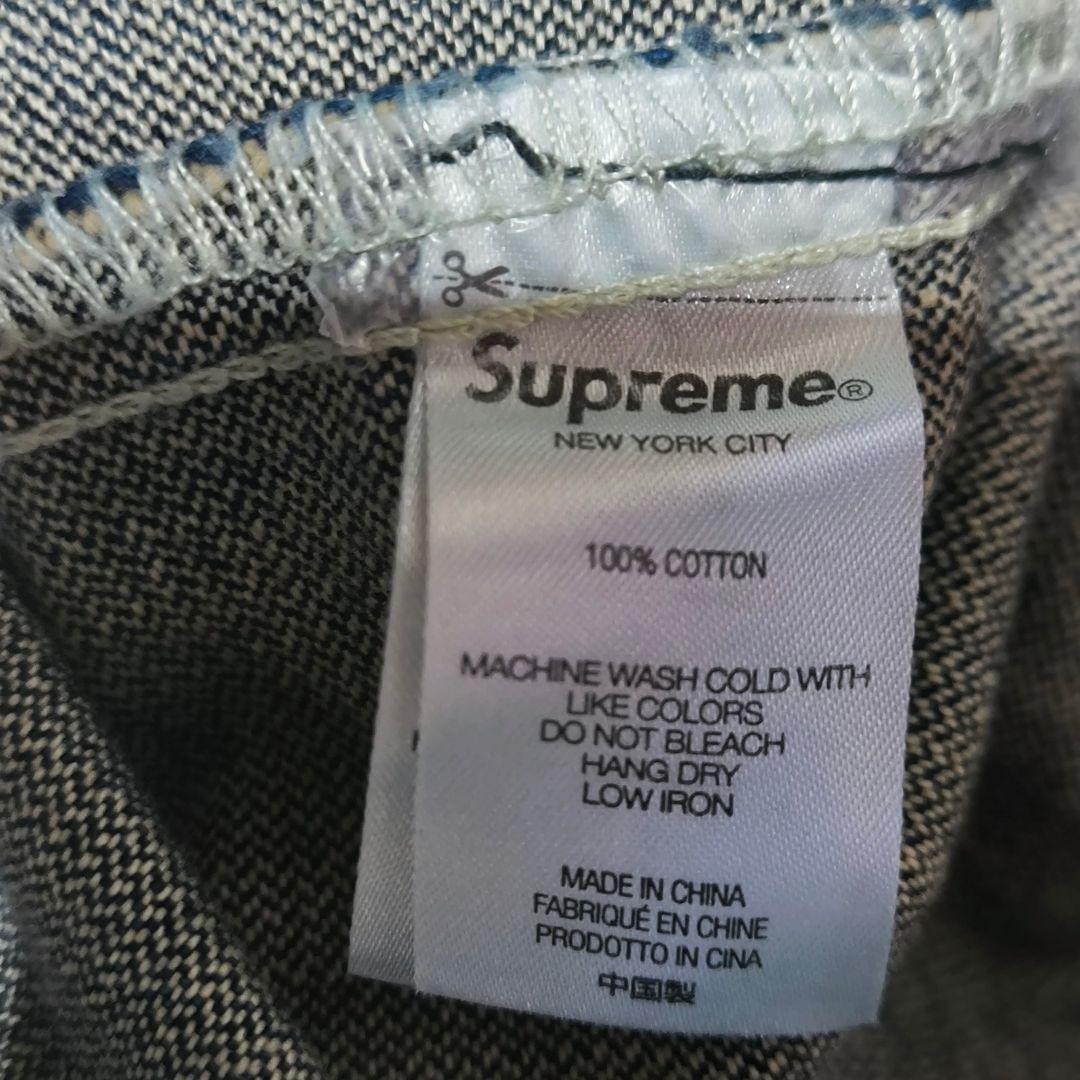 Supreme®
NEW YORK CITY
100% COTTON
MACHINE WASH COLD WITH
LIKE COLORS
DO NOT BLEACH
HANG DRY
LOW IRON
MADE IN CHINA
FABRIQUÉ EN CHINE
PRODOTTO IN CINA
中国製